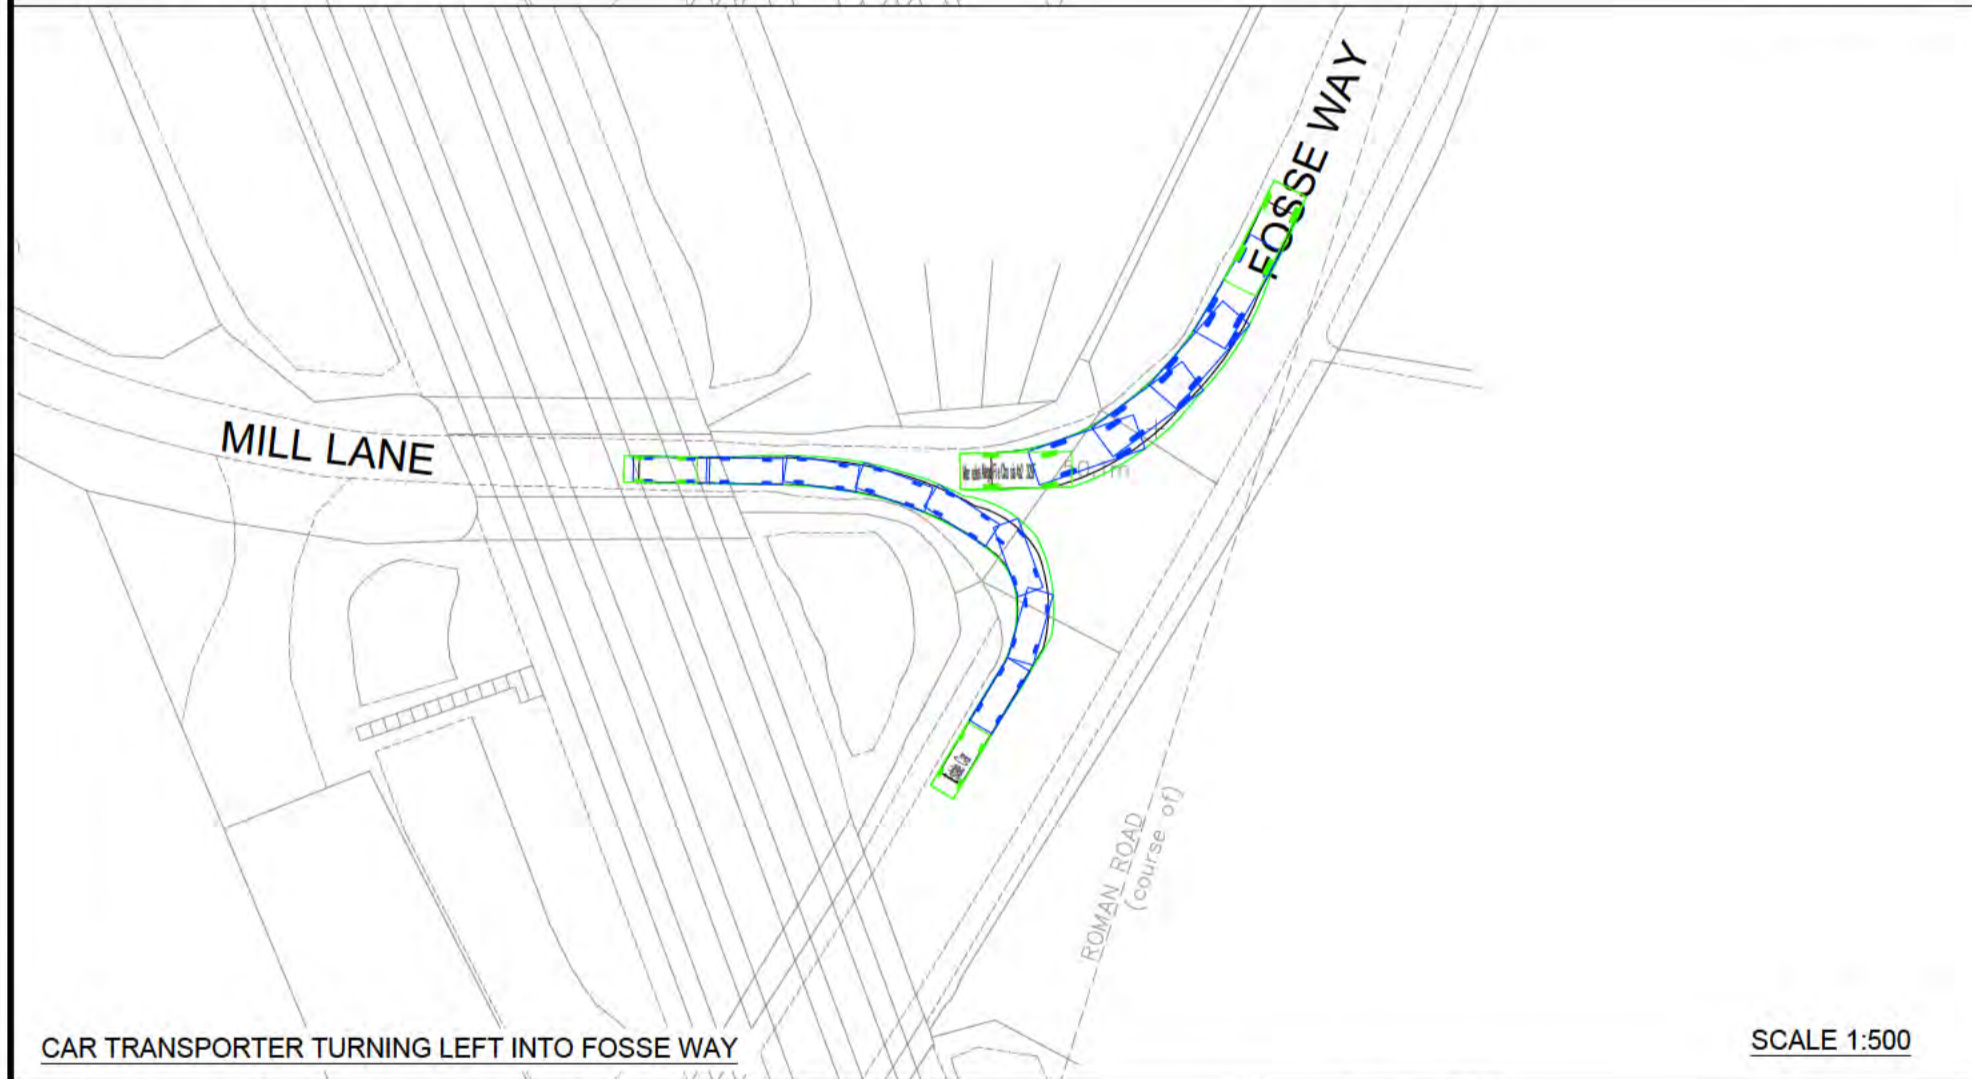 FOSSE WAY
MILL LANE
ROMAN ROAD
(course of)
CAR TRANSPORTER TURNING LEFT INTO FOSSE WAY
SCALE 1:500